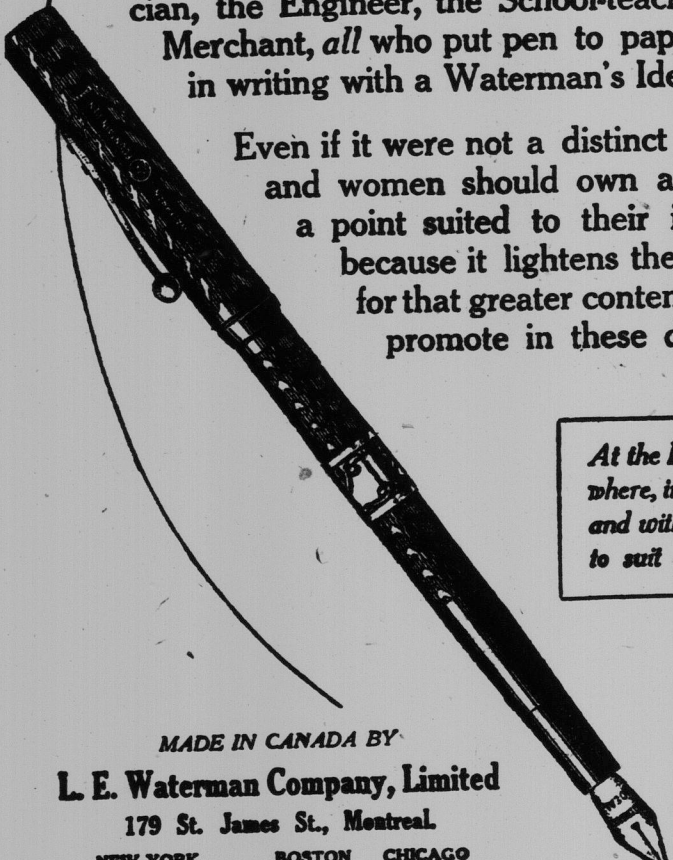 cian, the Engineer, the School-teac
Merchant, all who put pen to pap
in writing with a Waterman's Ide
Even if it were not a distinct
and women should own a
a point suited to their i
because it lightens the
for that greater conten
promote in these
At the
where, i
and wit
to suit
MADE IN CANADA BY
L. E. Waterman Company, Limited
179 St. James St., Montreal.
NEW YORK BOSTON CHICAGO